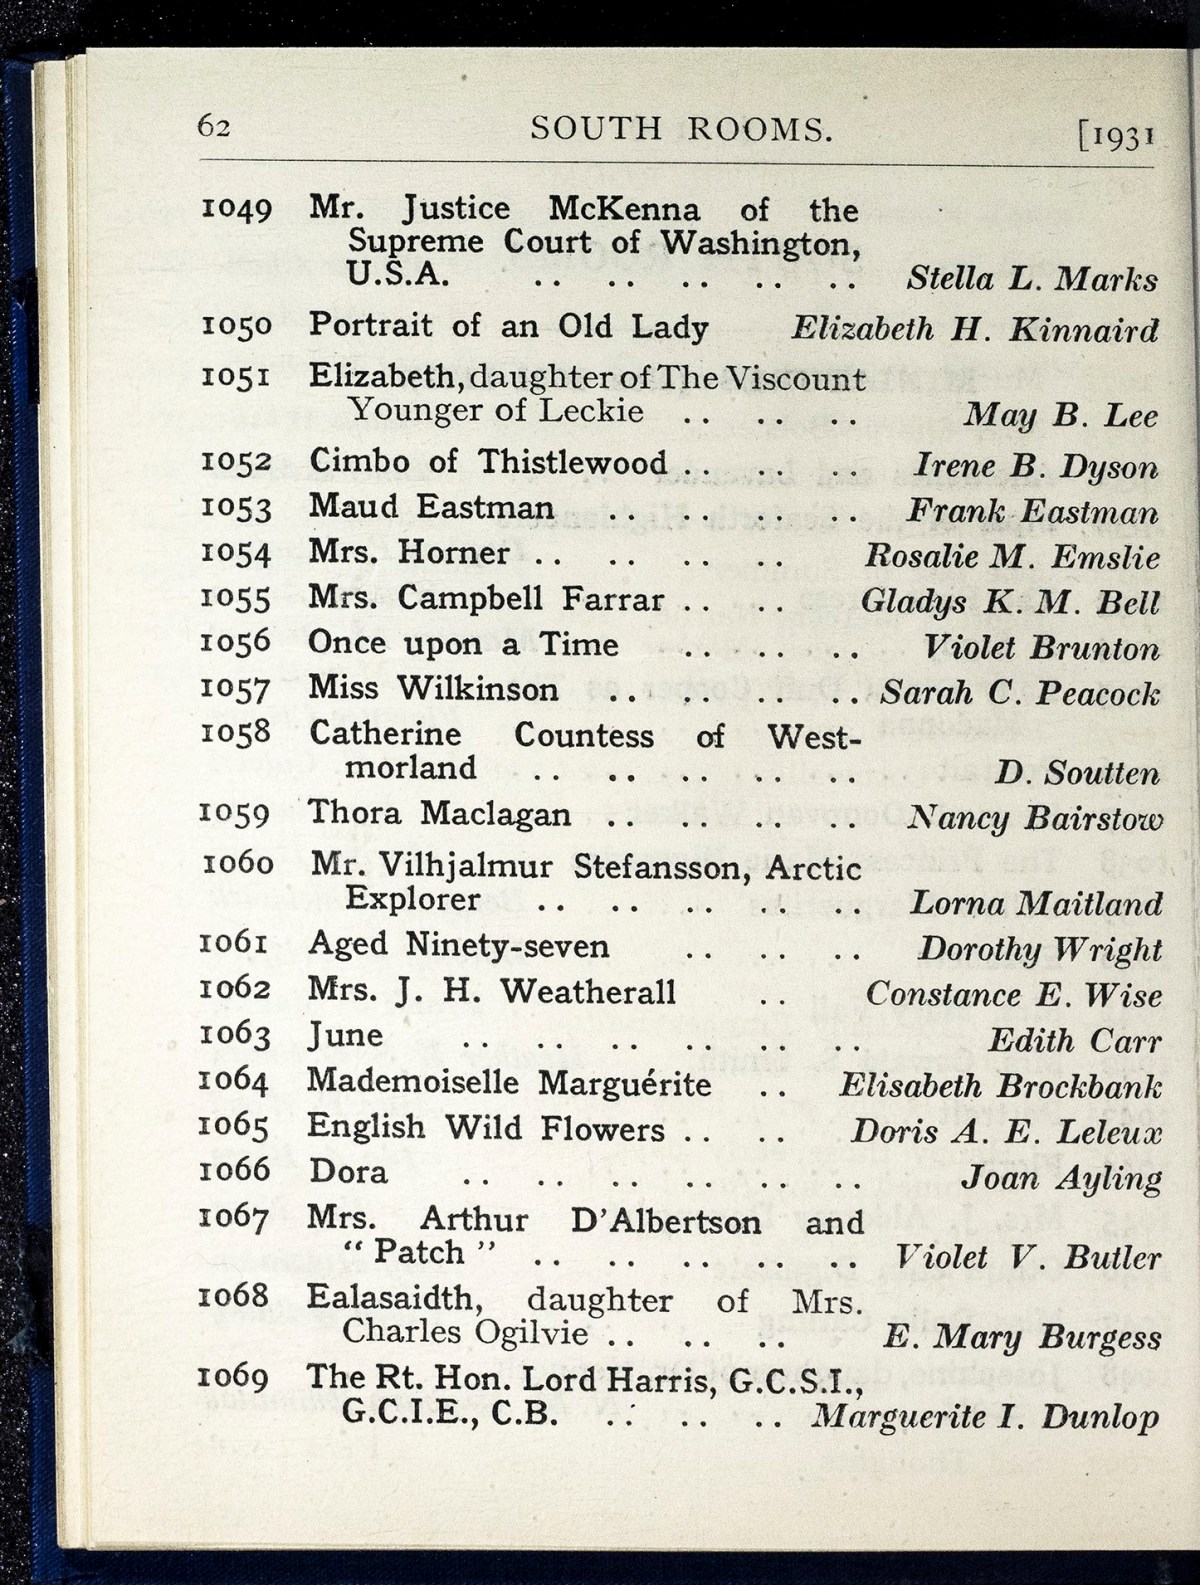 62 SOUTH ROOMS. [1931
1049 Mr. Justice McKenna of the
Supreme Court of Washington,
U.S.A. .. .. .. .. .. Stella L. Marks
1050 Portrait of an Old Lady Elizabeth H. Kinnaird
1051 Elizabeth, daughter of The Viscount
Younger of Leckie .. .. .. May B. Lee
1052 Cimbo of Thistlewood .. .. .. Irene B. Dyson
1053 Maud Eastman .. .. .. .. Frank Eastman
1054 Mrs. Horner .. .. .. .. Rosalie M. Emslie
1055 Mrs. Campbell Farrar .. .. Gladys K. M. Bell
1056 Once upon a Time .. .. .. Violet Brunton
1057 Miss Wilkinson .. .. .. .. Sarah C. Peacock
1058 Catherine Countess of West-
morland .. .. .. .. .. D. Soutten
1059 Thora Maclagan .. .. .. .. Nancy Bairstow
1060 Mr. Vilhjalmur Stefansson, Arctic
Explorer .. .. .. .. .. Lorna Maitland
1061 Aged Ninety-seven .. .. .. Dorothy Wright
1062 Mrs. J. H. Weatherall .. Constance E. Wise
1063 June .. .. .. .. .. .. Edith Carr
1064 Mademoiselle Marguérite .. Elisabeth Brockbank
1065 English Wild Flowers .. .. Doris A. E. Leleux
1066 Dora .. .. .. .. .. .. Joan Ayling
1067 Mrs. Arthur D'Albertson and
“ Patch ” .. .. .. .. .. Violet V. Butler
1068 Ealasaidth, daughter of Mrs.
Charles Ogilvie .. .. .. E. Mary Burgess
1069 The Rt. Hon. Lord Harris, G.C.S.I.,
G.C.I.E., C.B. .. .. .. Marguerite I. Dunlop